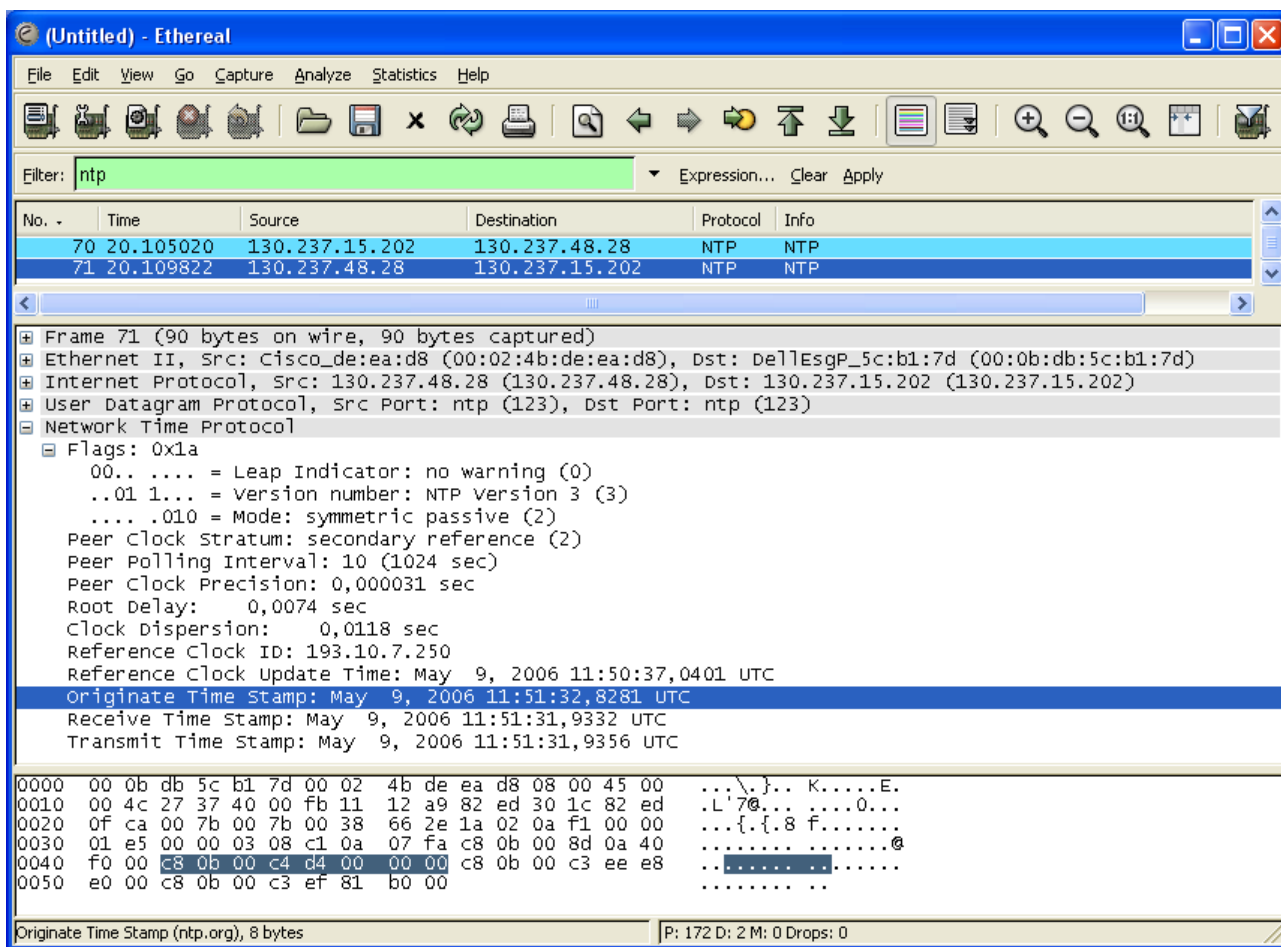 (Untitled) - Ethereal
File Edit View Go Capture Analyze Statistics Help
Filter: ntp Expression... Clear Apply
No. Time Source Destination Protocol Info
70 20.105020 130.237.15.202 130.237.48.28 NTP NTP
71 20.109822 130.237.48.28 130.237.15.202 NTP NTP
Frame 71 (90 bytes on wire, 90 bytes captured)
Ethernet II, Src: Cisco_de:ea:d8 (00:02:4b:de:ea:d8), Dst: DellEsgP_5c:b1:7d (00:0b:db:5c:b1:7d)
Internet Protocol, Src: 130.237.48.28 (130.237.48.28), Dst: 130.237.15.202 (130.237.15.202)
User Datagram Protocol, Src Port: ntp (123), Dst Port: ntp (123)
Network Time Protocol
Flags: 0x1a
00.. .... = Leap Indicator: no warning (0)
..01 1... = Version number: NTP Version 3 (3)
.... .010 = Mode: symmetric passive (2)
Peer Clock Stratum: secondary reference (2)
Peer Polling Interval: 10 (1024 sec)
Peer Clock Precision: 0,000031 sec
Root Delay: 0,0074 sec
Clock Dispersion: 0,0118 sec
Reference Clock ID: 193.10.7.250
Reference Clock Update Time: May 9, 2006 11:50:37,0401 UTC
Originate Time Stamp: May 9, 2006 11:51:32,8281 UTC
Receive Time Stamp: May 9, 2006 11:51:31,9332 UTC
Transmit Time Stamp: May 9, 2006 11:51:31,9356 UTC
0000 00 0b db 5c b1 7d 00 02 4b de ea d8 08 00 45 00 ...\.}.. K.....E.
0010 00 4c 27 37 40 00 fb 11 12 a9 82 ed 30 1c 82 ed .L'7@... ....0...
0020 0f ca 00 7b 00 7b 00 38 66 2e 1a 02 0a f1 00 00 ...{.{.8 f.......
0030 01 e5 00 00 03 08 c1 0a 07 fa c8 0b 00 8d 0a 40 ........ .......@
0040 f0 00 c8 0b 00 c4 d4 00 00 00 c8 0b 00 c3 ee e8 ........ ........
0050 e0 00 c8 0b 00 c3 ef 81 b0 00 ........ ..
Originate Time Stamp (ntp.org), 8 bytes P: 172 D: 2 M: 0 Drops: 0